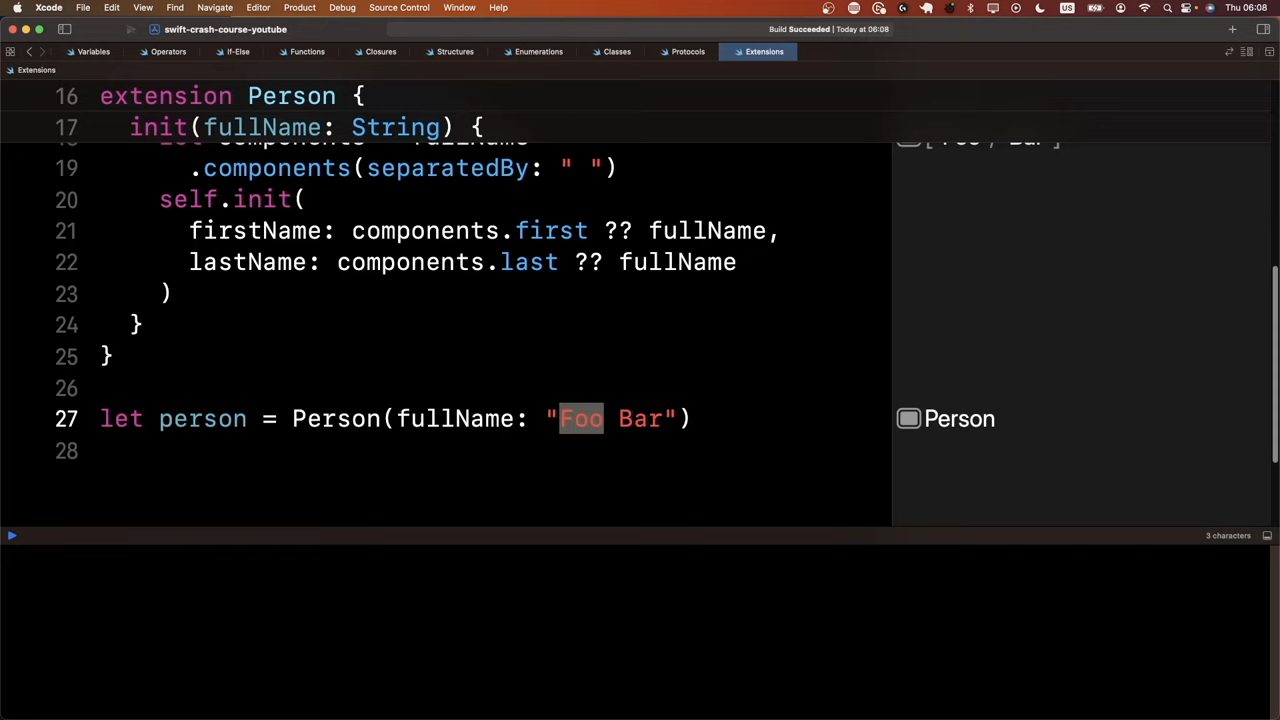 Xcode File Edit View Find Navigate Editor Product Debug Source Control Window Help US Thu 06:08
swift-crash-course-youtube Build Succeeded | Today at 06:08
Variables Operators If-Else Functions Closures Structures Enumerations Classes Protocols Extensions
Extensions
16 extension Person {
17 init(fullName: String) {
let components = fullName
19 .components(separatedBy: " ")
20 self.init(
21 firstName: components.first ?? fullName,
22 lastName: components.last ?? fullName
23 )
24 }
25 }
26
27 let person = Person(fullName: "Foo Bar") Person
28
3 characters